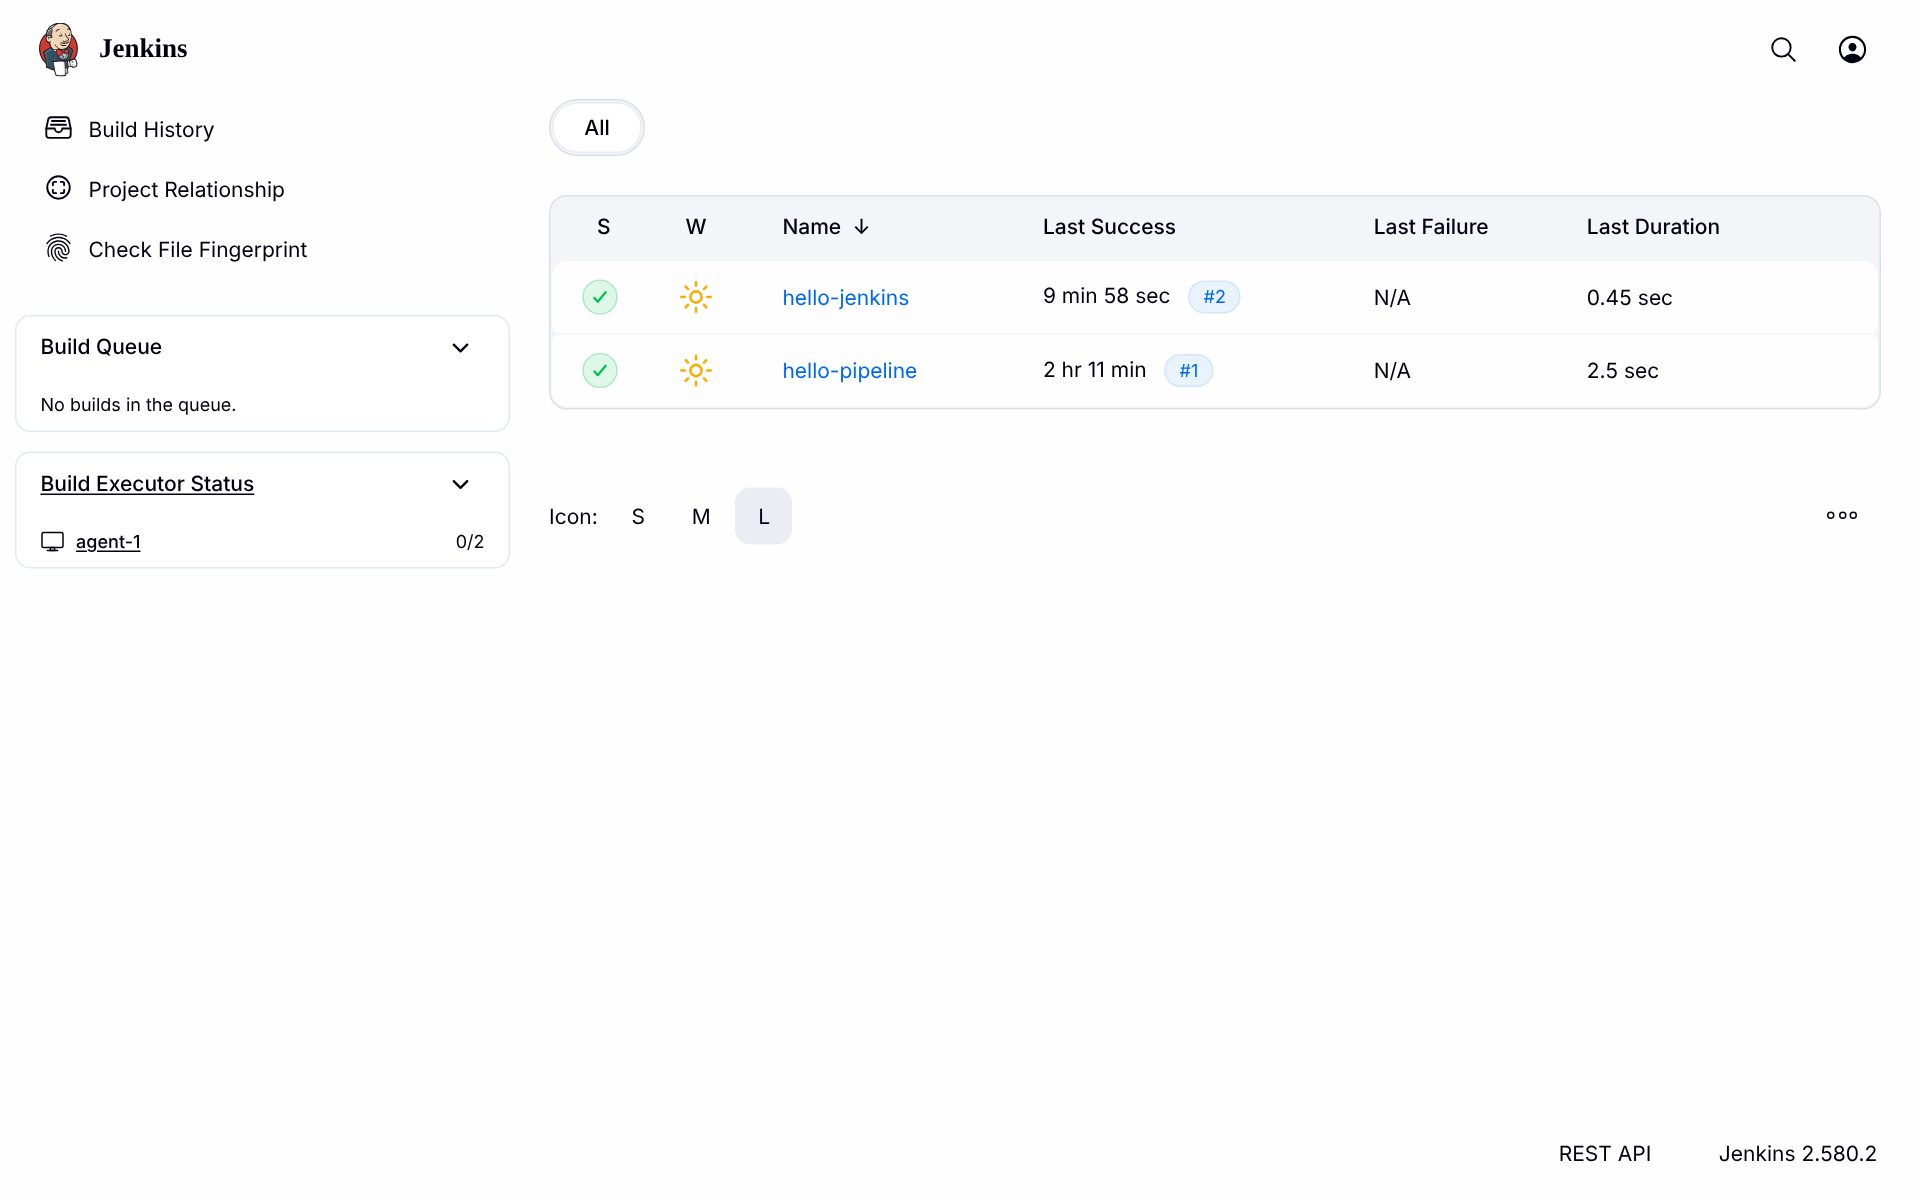 Jenkins
Build History
Project Relationship
Check File Fingerprint
Build Queue
No builds in the queue.
Build Executor Status
agent-1 0/2
All
S W Name ↓ Last Success Last Failure Last Duration
hello-jenkins 9 min 58 sec #2 N/A 0.45 sec
hello-pipeline 2 hr 11 min #1 N/A 2.5 sec
Icon: S M L
REST API Jenkins 2.580.2